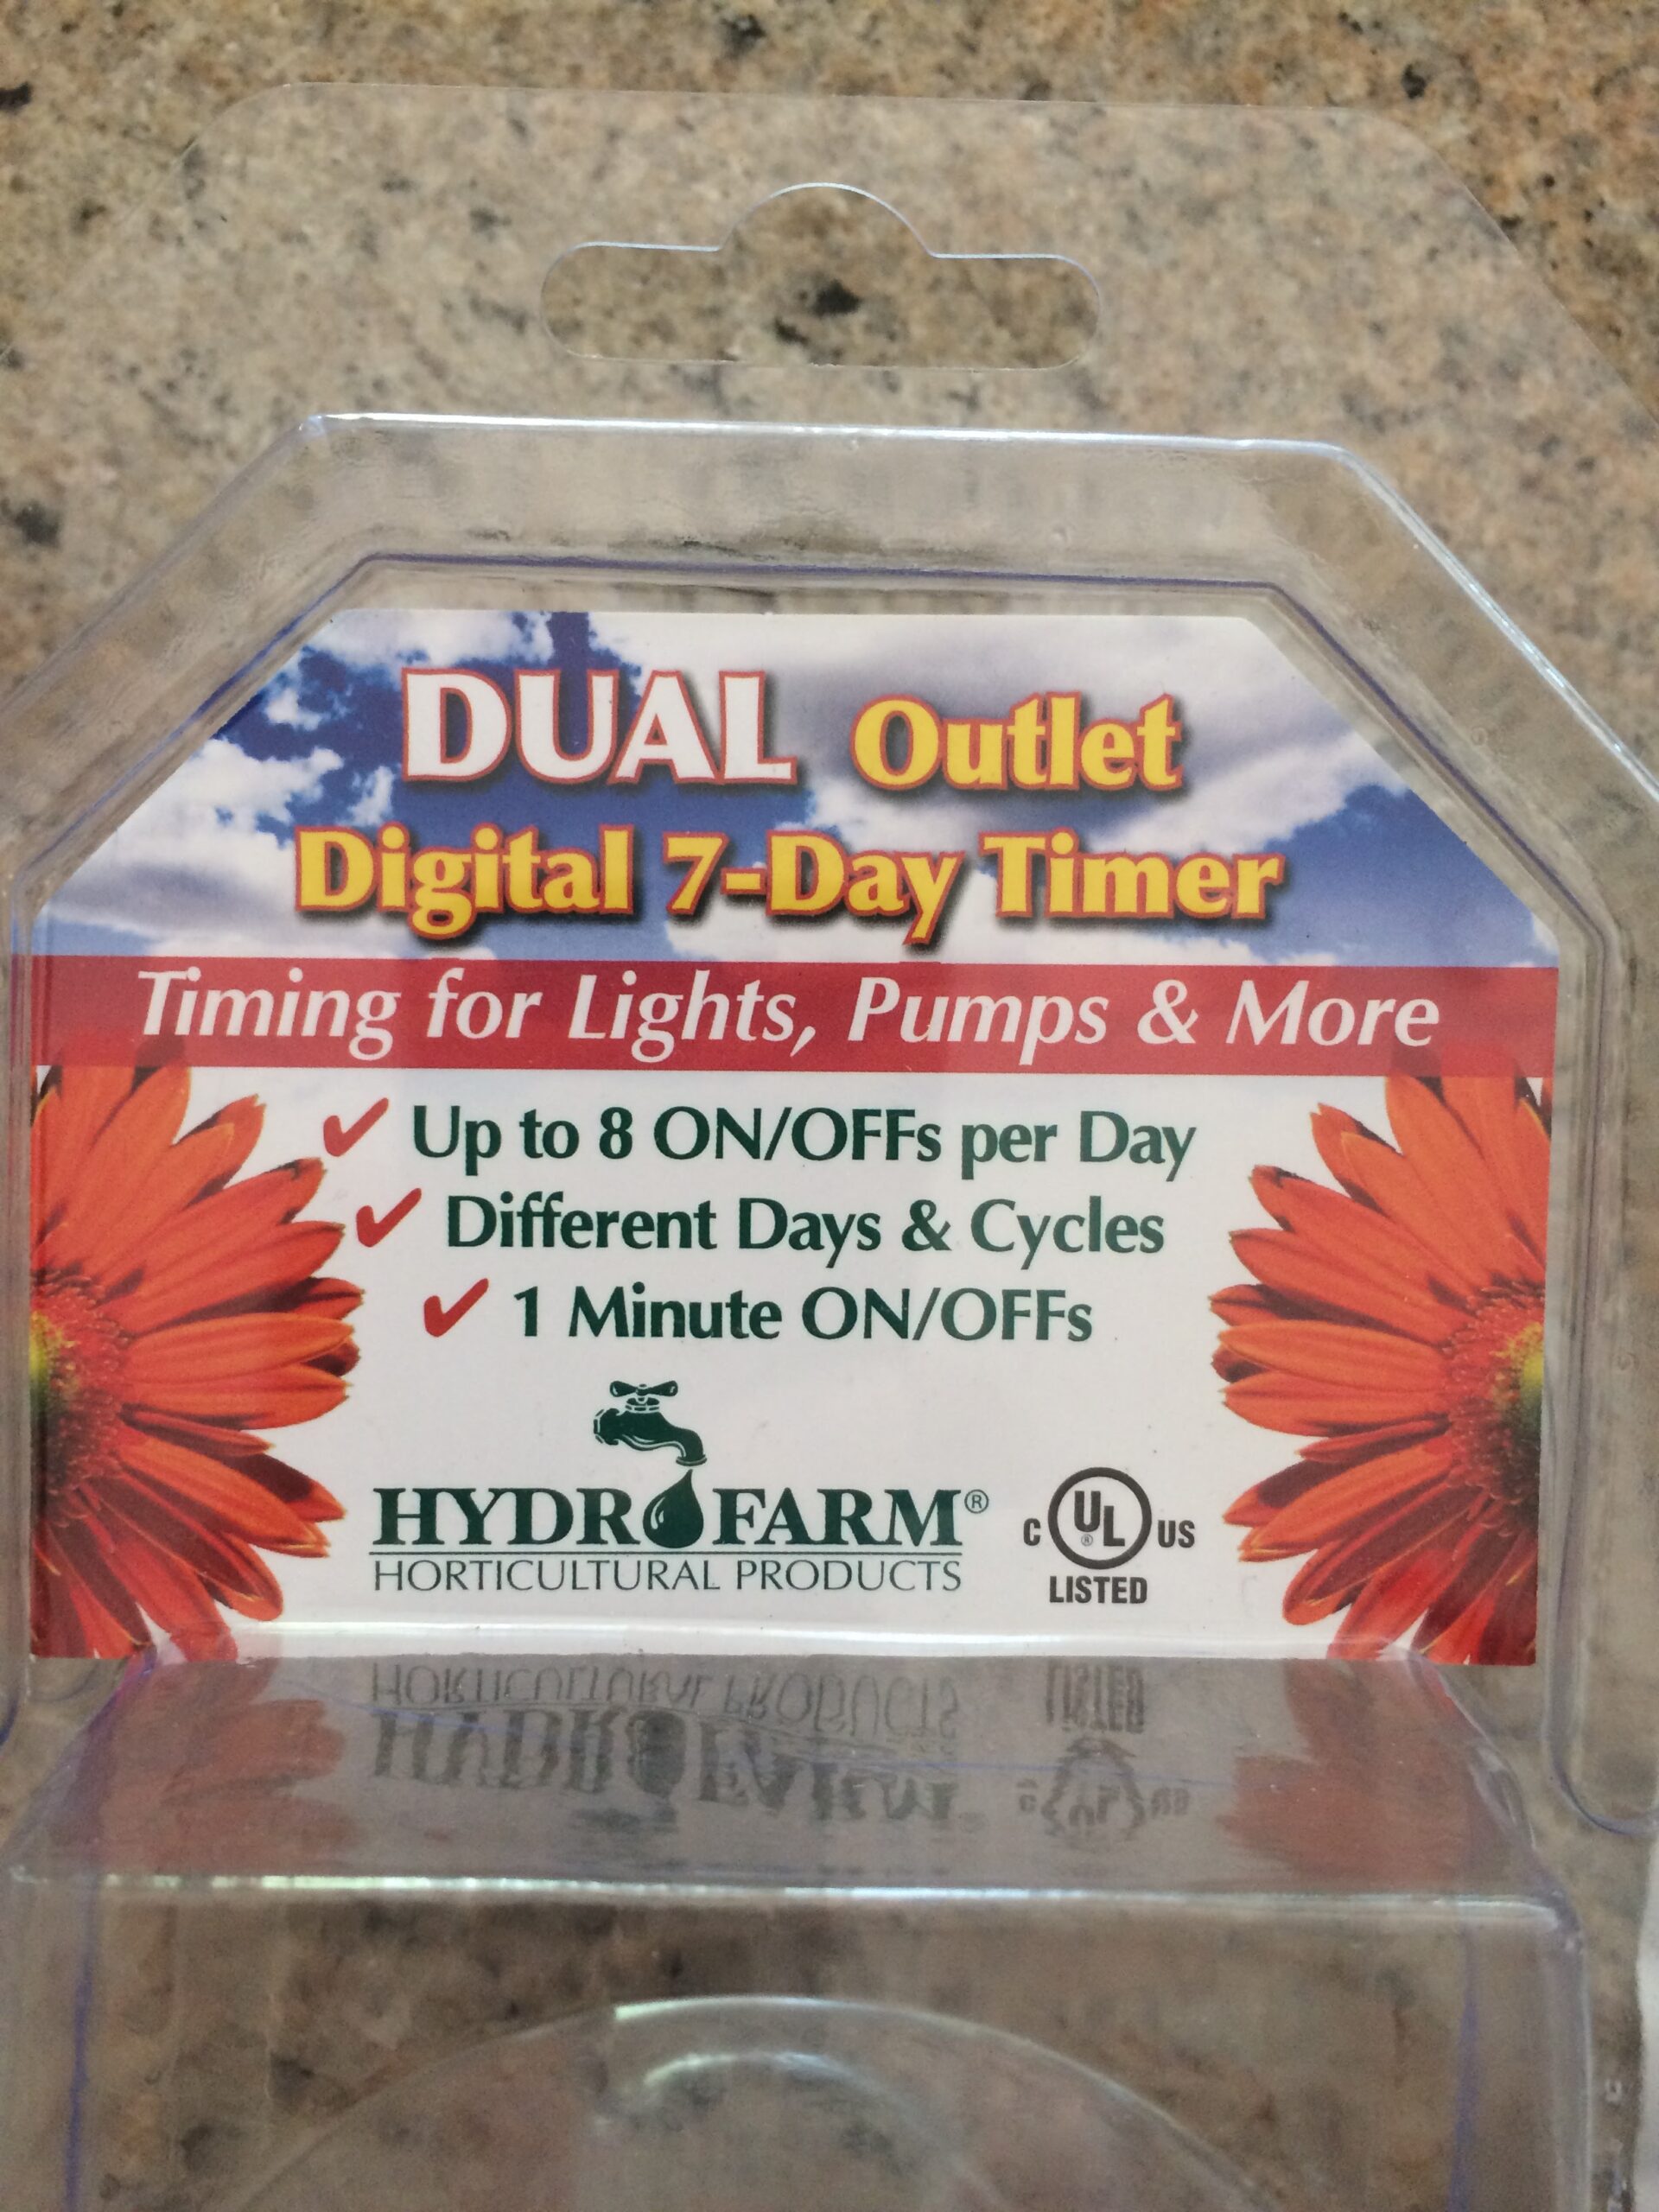 DUAL Outlet
Digital 7-Day Timer
Timing for Lights, Pumps & More
✓ Up to 8 ON/OFFs per Day
✓ Different Days & Cycles
✓ 1 Minute ON/OFFs
HYDROFARM®
HORTICULTURAL PRODUCTS
C UL® US
LISTED